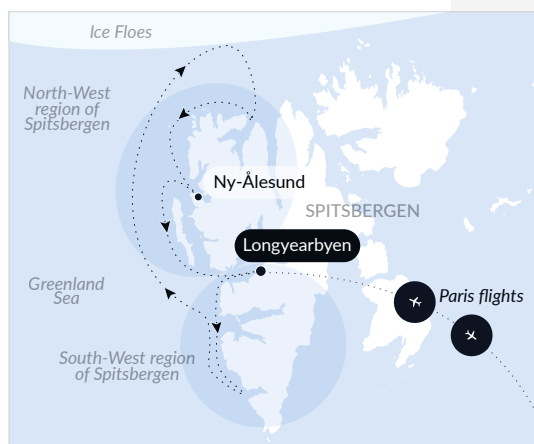 Ice Floes
North-West
region of
Spitsbergen
Ny-Ålesund
SPITSBERGEN
Longyearbyen
Greenland
Sea
Paris flights
South-West region
of Spitsbergen